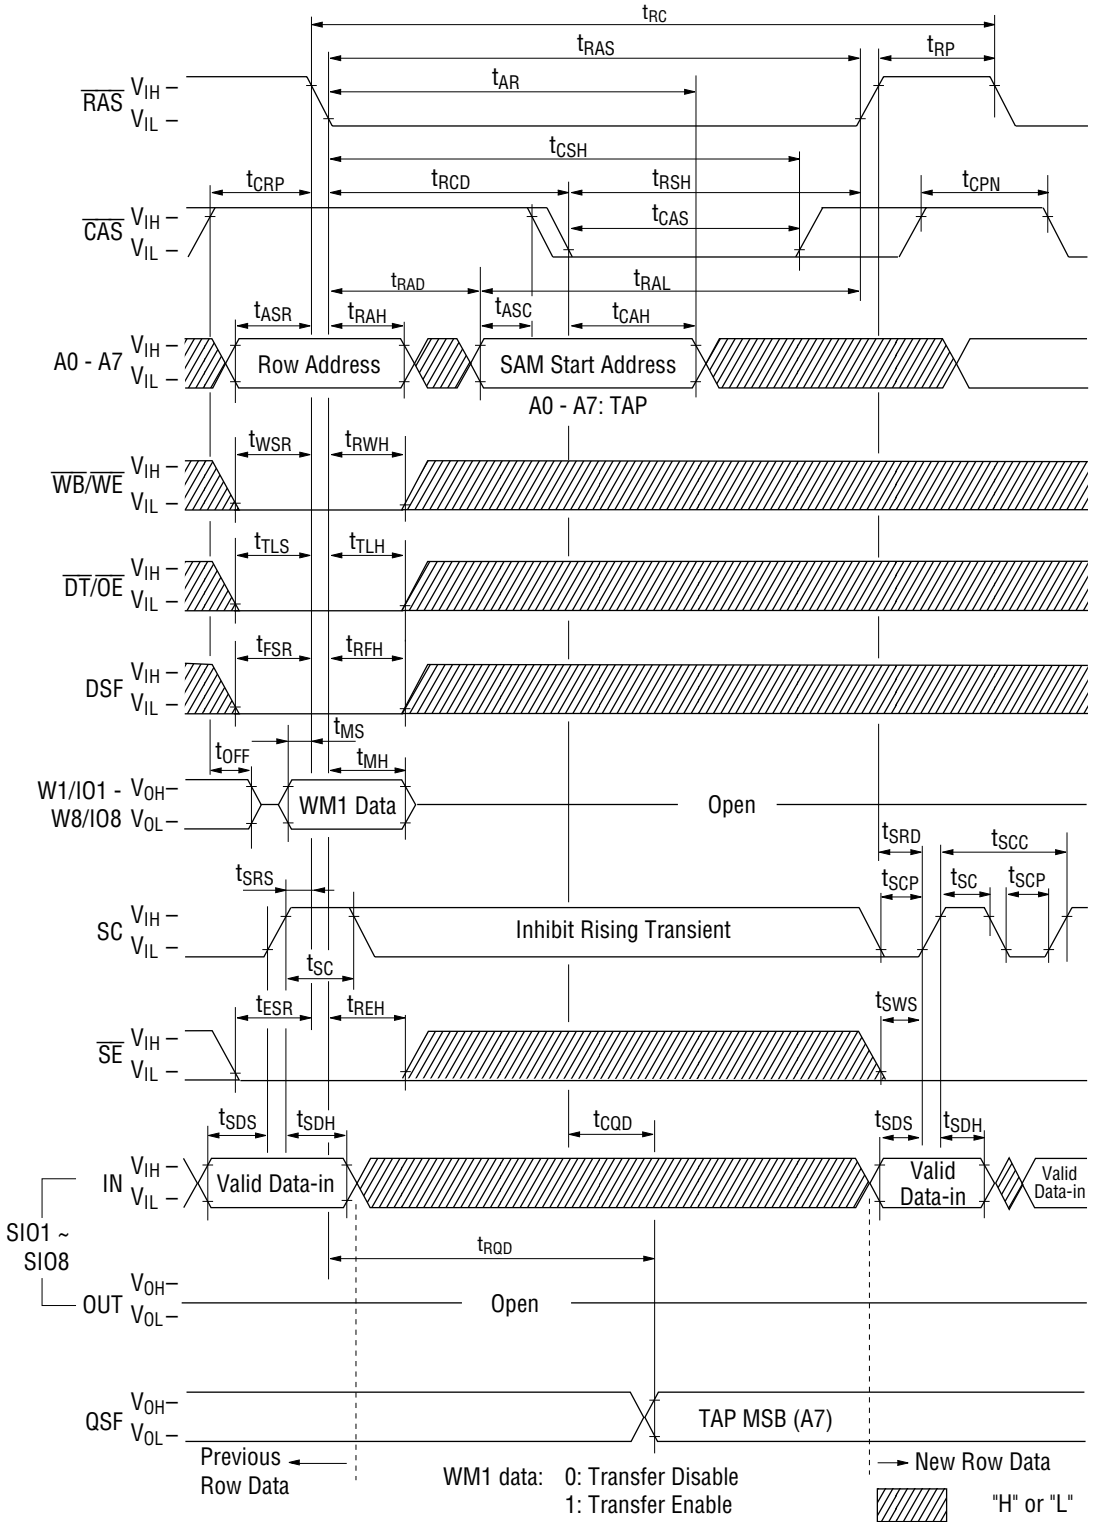 tRC
tRAS
tRP
tAR
RAS VIH
VIL
tCSH
tCRP
tRCD
tRSH
tCPN
tCAS
CAS VIH
VIL
tRAD
tRAL
tASR
tRAH
tASC
tCAH
A0 - A7 VIH
VIL
Row Address
SAM Start Address
A0 - A7: TAP
tWSR
tRWH
WB/WE VIH
VIL
tTLS
tTLH
DT/OE VIH
VIL
tFSR
tRFH
DSF VIH
VIL
tMS
tOFF
tMH
W1/IO1 - VOH
W8/IO8 VOL
WM1 Data
Open
tSRD
tSCC
tSRS
tSCP
tSC
tSCP
SC VIH
VIL
Inhibit Rising Transient
tSC
tESR
tREH
tSWS
SE VIH
VIL
tSDS
tSDH
tCQD
tSDS
tSDH
IN VIH
VIL
Valid Data-in
Valid
Data-in
Valid
Data-in
SIO1 ~
SIO8
tRQD
OUT VOH
VOL
Open
QSF VOH
VOL
TAP MSB (A7)
Previous
Row Data
New Row Data
WM1 data: 0: Transfer Disable
1: Transfer Enable
"H" or "L"